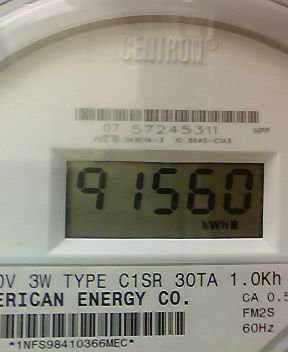 CENTRON®
07 57245311 HPP
91560
kWh
0V 3W TYPE C1SR 30TA 1.0Kh
ERICAN ENERGY CO. CA 0.5
FM2S
60Hz
*1NFS98410366MEC*